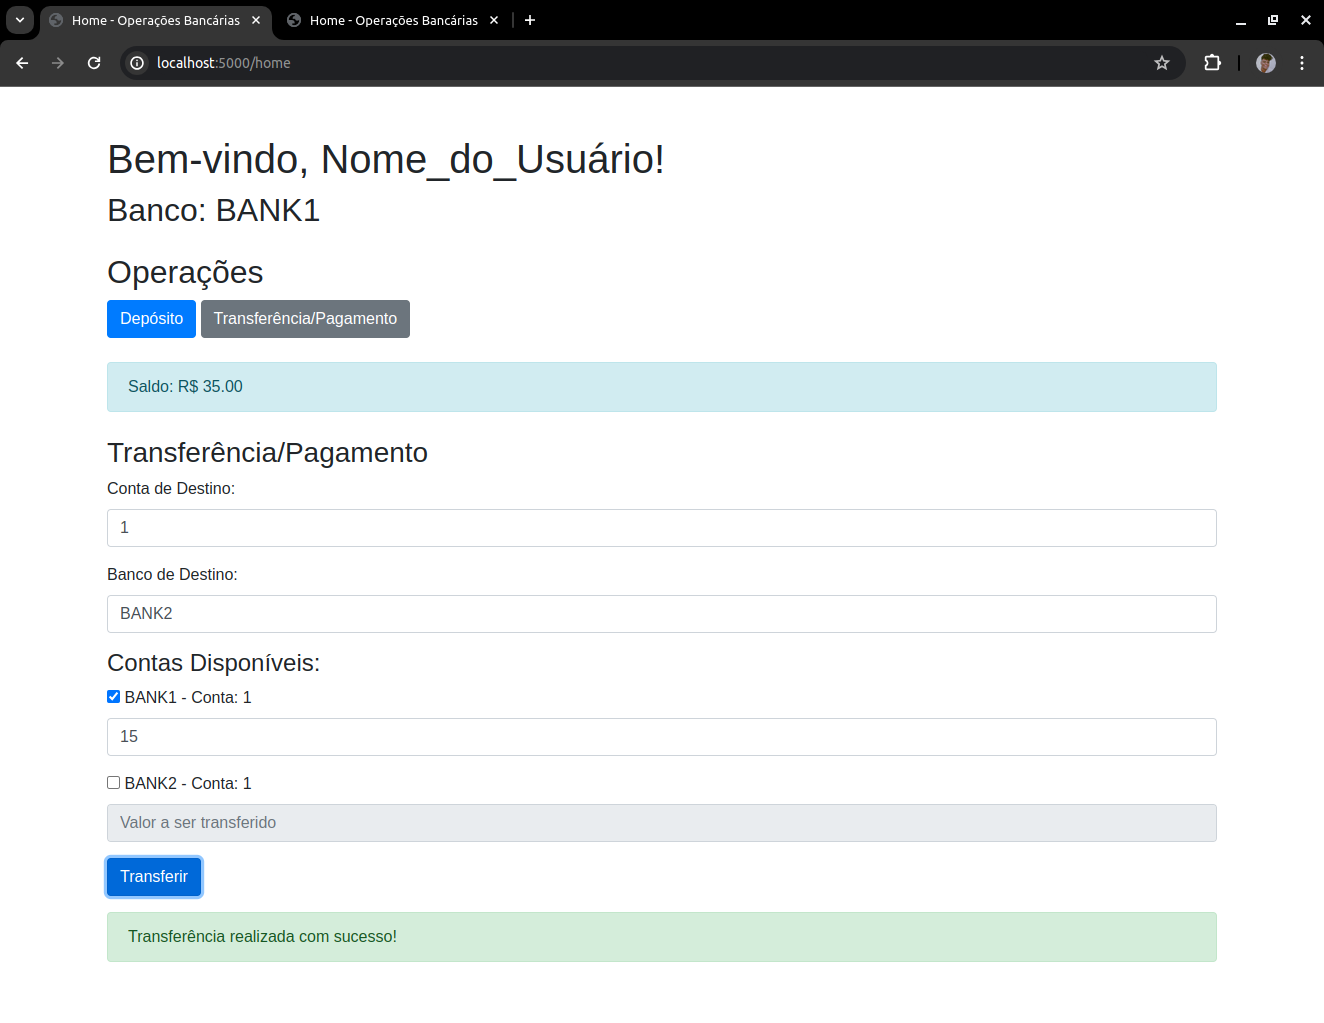 Home - Operações Bancárias
Home - Operações Bancárias
localhost:5000/home
Bem-vindo, Nome_do_Usuário!
Banco: BANK1
Operações
Depósito Transferência/Pagamento
Saldo: R$ 35.00
Transferência/Pagamento
Conta de Destino:
1
Banco de Destino:
BANK2
Contas Disponíveis:
BANK1 - Conta: 1
15
BANK2 - Conta: 1
Valor a ser transferido
Transferir
Transferência realizada com sucesso!